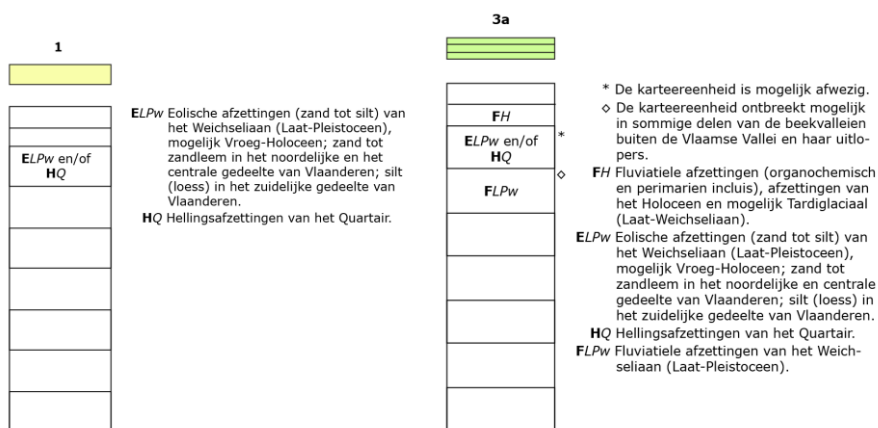 1
ELPw en/of
HQ
ELPw Eolische afzettingen (zand tot silt) van
het Weichseliaan (Laat-Pleistoceen),
mogelijk Vroeg-Holoceen; zand tot
zandleem in het noordelijke en het
centrale gedeelte van Vlaanderen; silt
(loess) in het zuidelijke gedeelte van
Vlaanderen.
HQ Hellingsafzettingen van het Quartair.
3a
FH
ELPw en/of
HQ
*
◇
FLPw
* De karteereenheid is mogelijk afwezig.
◇ De karteereenheid ontbreekt mogelijk
in sommige delen van de beekvalleien
buiten de Vlaamse Vallei en haar uitlo-
pers.
FH Fluviatiele afzettingen (organochemisch
en perimarien incluis), afzettingen van
het Holoceen en mogelijk Tardiglaciaal
(Laat-Weichseliaan).
ELPw Eolische afzettingen (zand tot silt) van
het Weichseliaan (Laat-Pleistoceen),
mogelijk Vroeg-Holoceen; zand tot
zandleem in het noordelijke en centrale
gedeelte van Vlaanderen; silt (loess) in
het zuidelijke gedeelte van Vlaanderen.
HQ Hellingsafzettingen van het Quartair.
FLPw Fluviatiele afzettingen van het Weich-
seliaan (Laat-Pleistoceen).